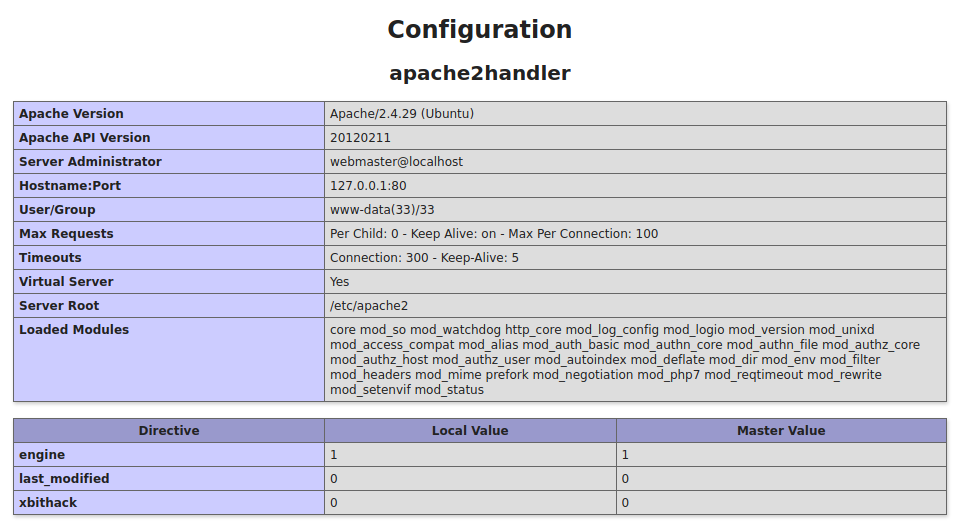 Configuration
apache2handler
Apache Version Apache/2.4.29 (Ubuntu)
Apache API Version 20120211
Server Administrator webmaster@localhost
Hostname:Port 127.0.0.1:80
User/Group www-data(33)/33
Max Requests Per Child: 0 - Keep Alive: on - Max Per Connection: 100
Timeouts Connection: 300 - Keep-Alive: 5
Virtual Server Yes
Server Root /etc/apache2
Loaded Modules core mod_so mod_watchdog http_core mod_log_config mod_logio mod_version mod_unixd
mod_access_compat mod_alias mod_auth_basic mod_authn_core mod_authn_file mod_authz_core
mod_authz_host mod_authz_user mod_autoindex mod_deflate mod_dir mod_env mod_filter
mod_headers mod_mime prefork mod_negotiation mod_php7 mod_reqtimeout mod_rewrite
mod_setenvif mod_status
Directive Local Value Master Value
engine 1 1
last_modified 0 0
xbithack 0 0